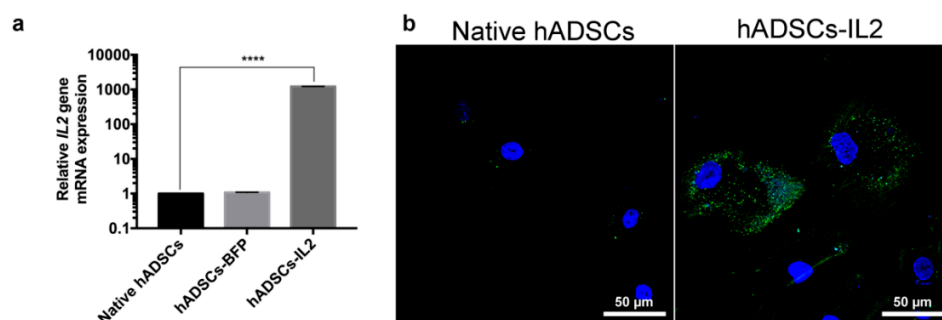 a
Relative IL2 gene
mRNA expression
10000
1000
100
10
1
0.1
****
Native hADSCs
hADSCs-BFP
hADSCs-IL2
b
Native hADSCs
hADSCs-IL2
50 µm
50 µm